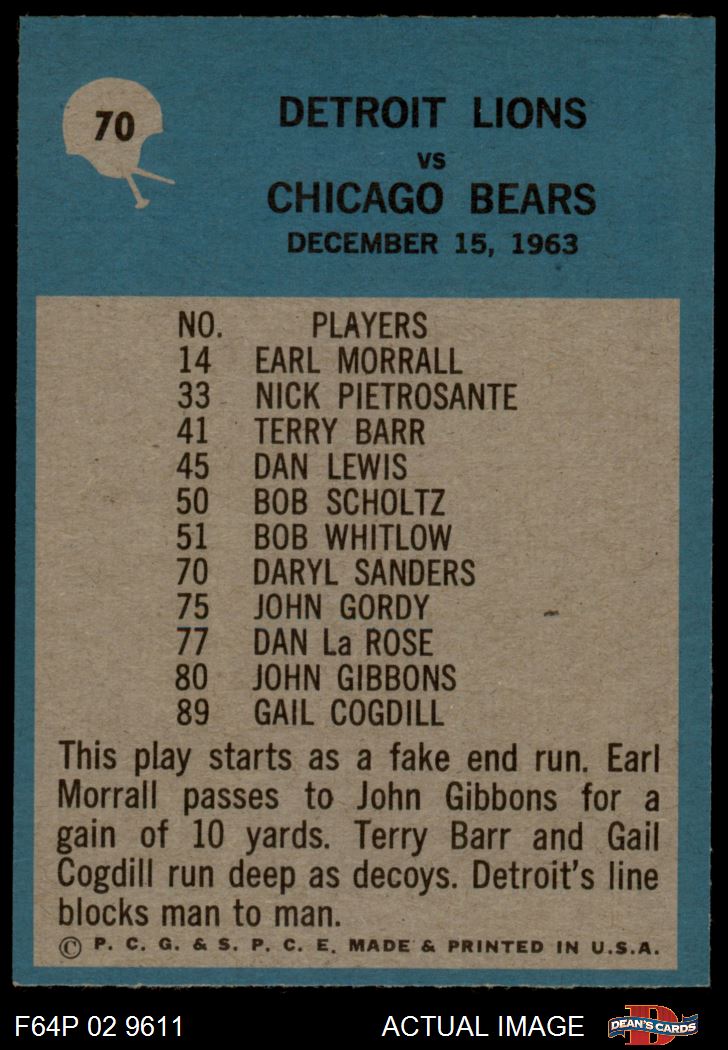 70
DETROIT LIONS
VS
CHICAGO BEARS
DECEMBER 15, 1963
NO. PLAYERS
14 EARL MORRALL
33 NICK PIETROSANTE
41 TERRY BARR
45 DAN LEWIS
50 BOB SCHOLTZ
51 BOB WHITLOW
70 DARYL SANDERS
75 JOHN GORDY
77 DAN La ROSE
80 JOHN GIBBONS
89 GAIL COGDILL
This play starts as a fake end run. Earl
Morrall passes to John Gibbons for a
gain of 10 yards. Terry Barr and Gail
Cogdill run deep as decoys. Detroit's line
blocks man to man.
© P. C. G. & S. P. C. E. MADE & PRINTED IN U.S.A.
F64P 02 9611 ACTUAL IMAGE D DEAN'S CARDS